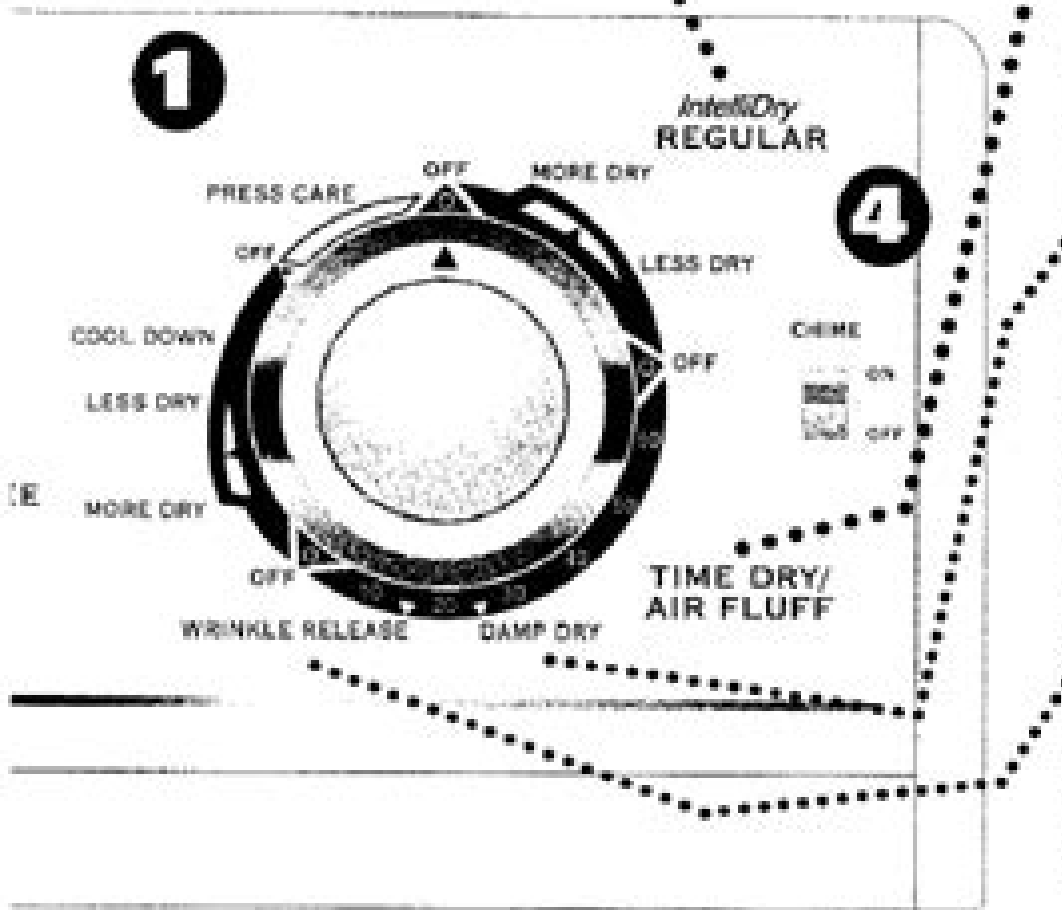 1
IntelliDry
REGULAR
OFF
MORE DRY
PRESS CARE
4
OFF
LESS DRY
COOL DOWN
CHIME
ON
OFF
LESS DRY
OFF
MORE DRY
OFF
TIME DRY/
AIR FLUFF
20
WRINKLE RELEASE
DAMP DRY